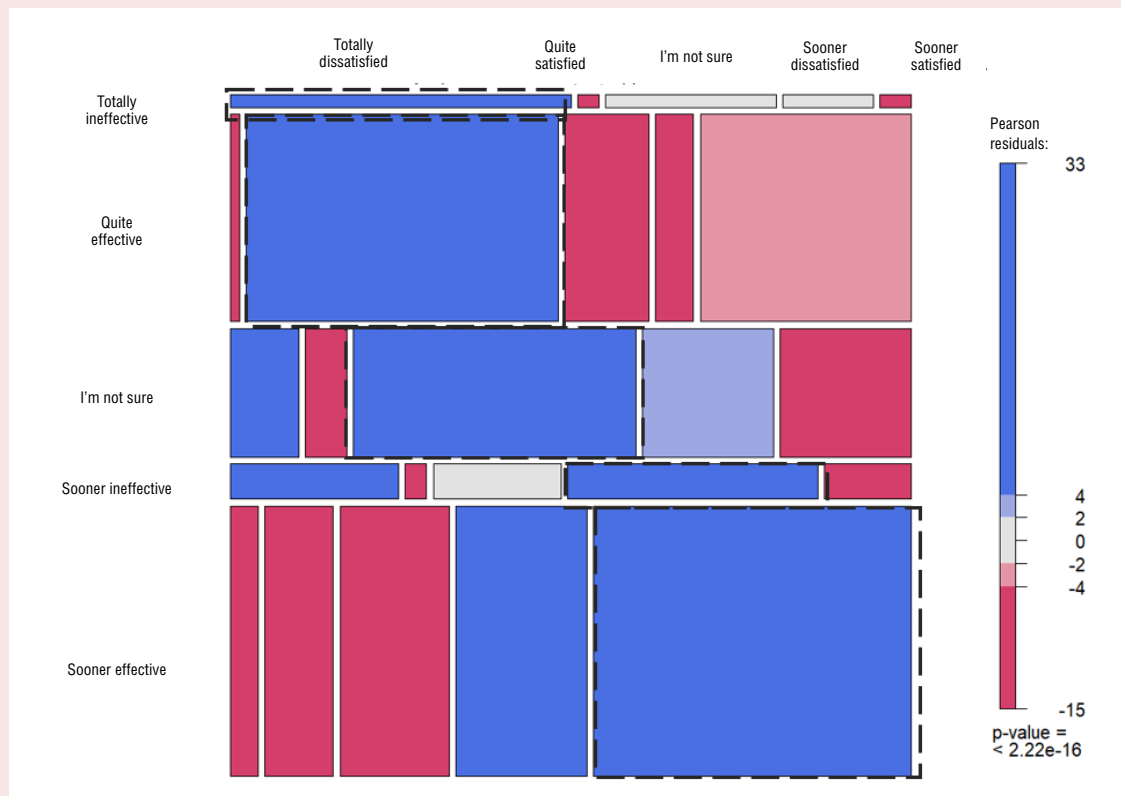 Totally
dissatisfied
Quite
satisfied
I'm not sure
Sooner
dissatisfied
Sooner
satisfied
Totally
ineffective
Quite
effective
I'm not sure
Sooner ineffective
Sooner effective
Pearson
residuals:
33
4
2
0
-2
-4
-15
p-value =
< 2.22e-16